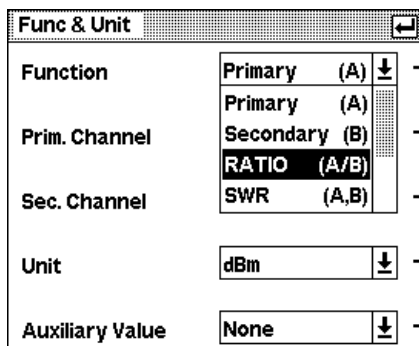 Func & Unit
Function
Primary (A)
Primary (A)
Prim. Channel
Secondary (B)
RATIO (A/B)
Sec. Channel
SWR (A,B)
Unit
dBm
Auxiliary Value
None